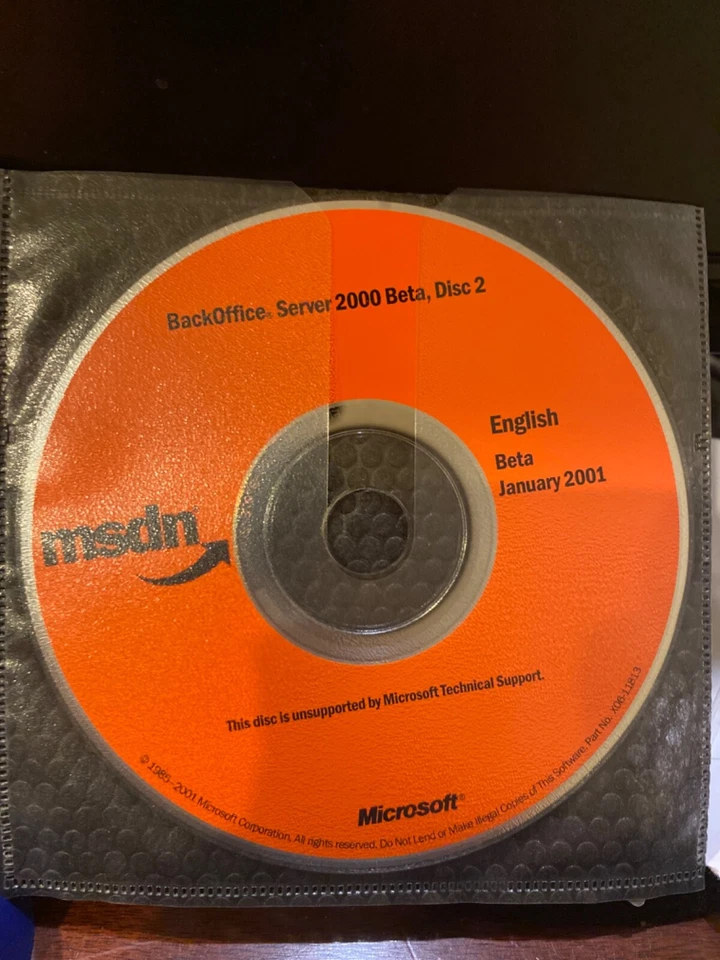 BackOffice® Server 2000 Beta, Disc 2
English
Beta
January 2001
msdn
This disc is unsupported by Microsoft Technical Support.
Microsoft®
© 1985–2001 Microsoft Corporation. All rights reserved. Do Not Lend or Make Illegal Copies of This Software. Part No. X06-11813